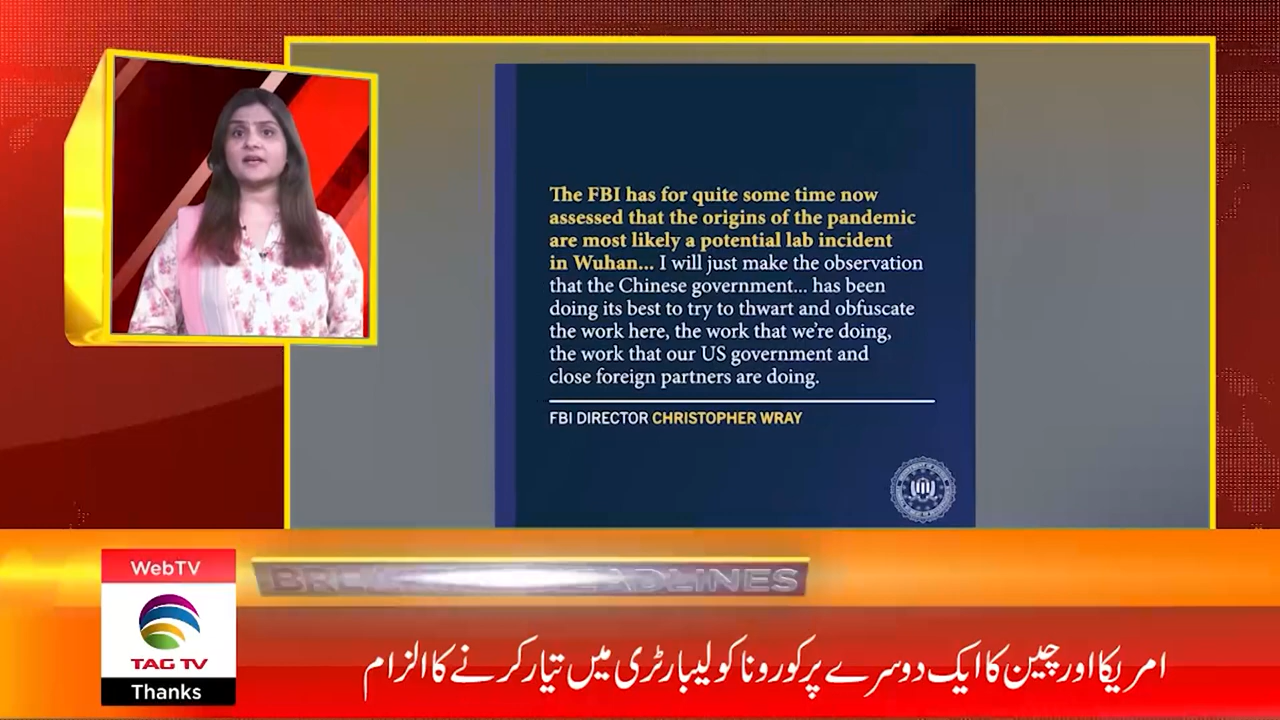 The FBI has for quite some time now
assessed that the origins of the pandemic
are most likely a potential lab incident
in Wuhan... I will just make the observation
that the Chinese government... has been
doing its best to try to thwart and obfuscate
the work here, the work that we're doing,
the work that our US government and
close foreign partners are doing.
FBI DIRECTOR CHRISTOPHER WRAY
WebTV
TAG TV
Thanks
امریکا اور چین کا ایک دوسرے پر کورونا کو لیبارٹری میں تیار کرنے کا الزام